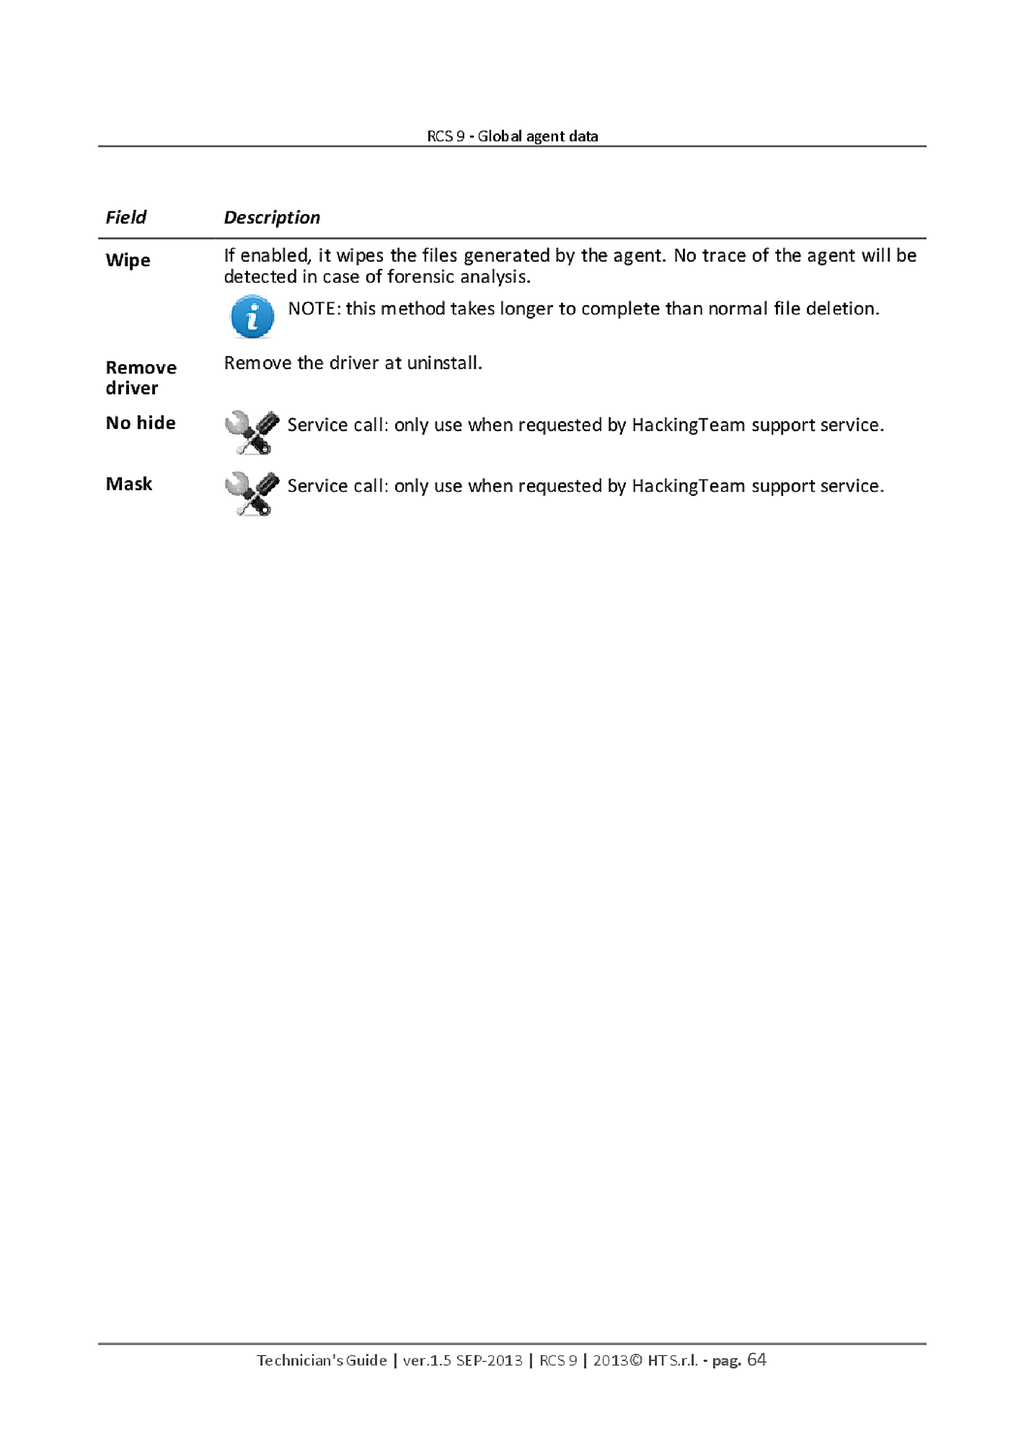 RCS 9 - Global agent data
Field Description
Wipe If enabled, it wipes the files generated by the agent. No trace of the agent will be
detected in case of forensic analysis.
NOTE: this method takes longer to complete than normal file deletion.
Remove Remove the driver at uninstall.
driver
No hide Service call: only use when requested by HackingTeam support service.
Mask Service call: only use when requested by HackingTeam support service.
Technician's Guide | ver.1.5 SEP-2013 | RCS 9 | 2013© HT S.r.l. - pag. 64